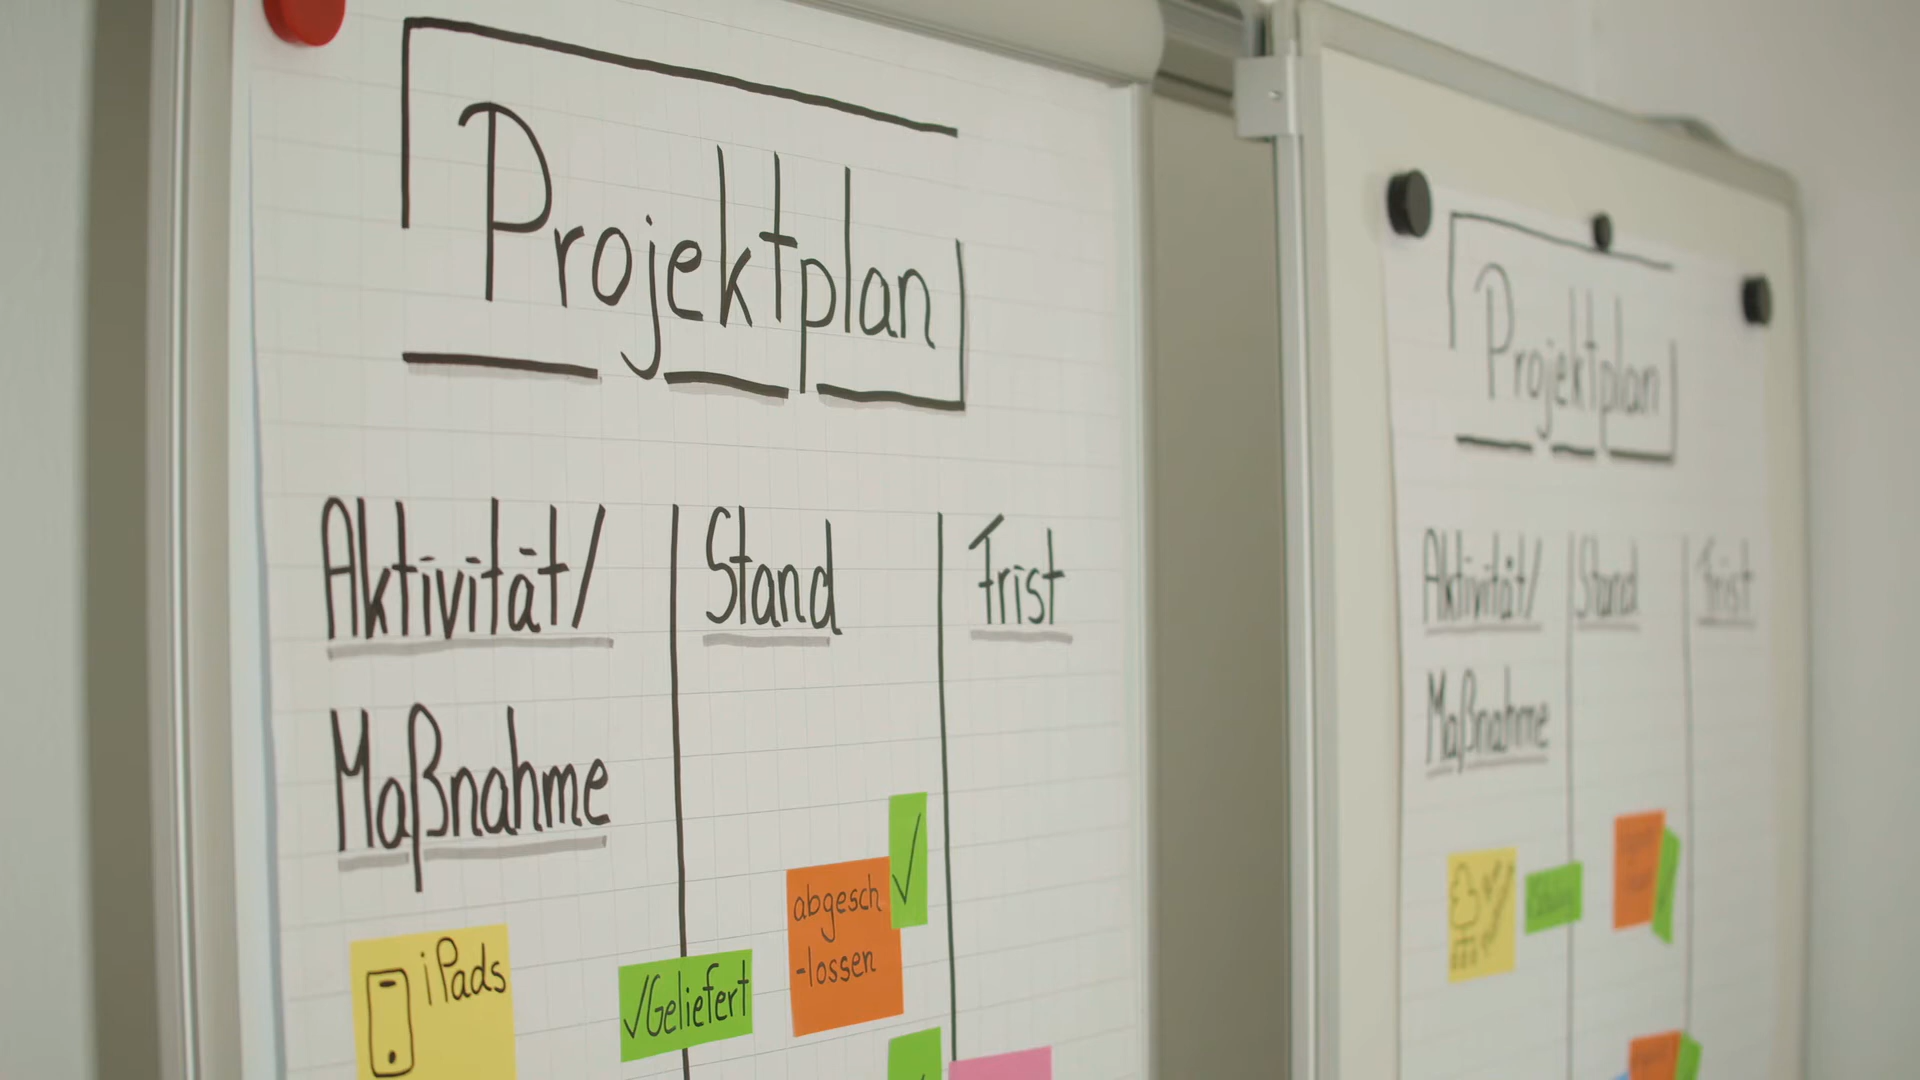 Projektplan
Aktivität/ Stand Frist
Maßnahme
iPads
✓Geliefert
abgesch
-lossen
✓
Projektplan
Aktivität/ Stand Frist
Maßnahme